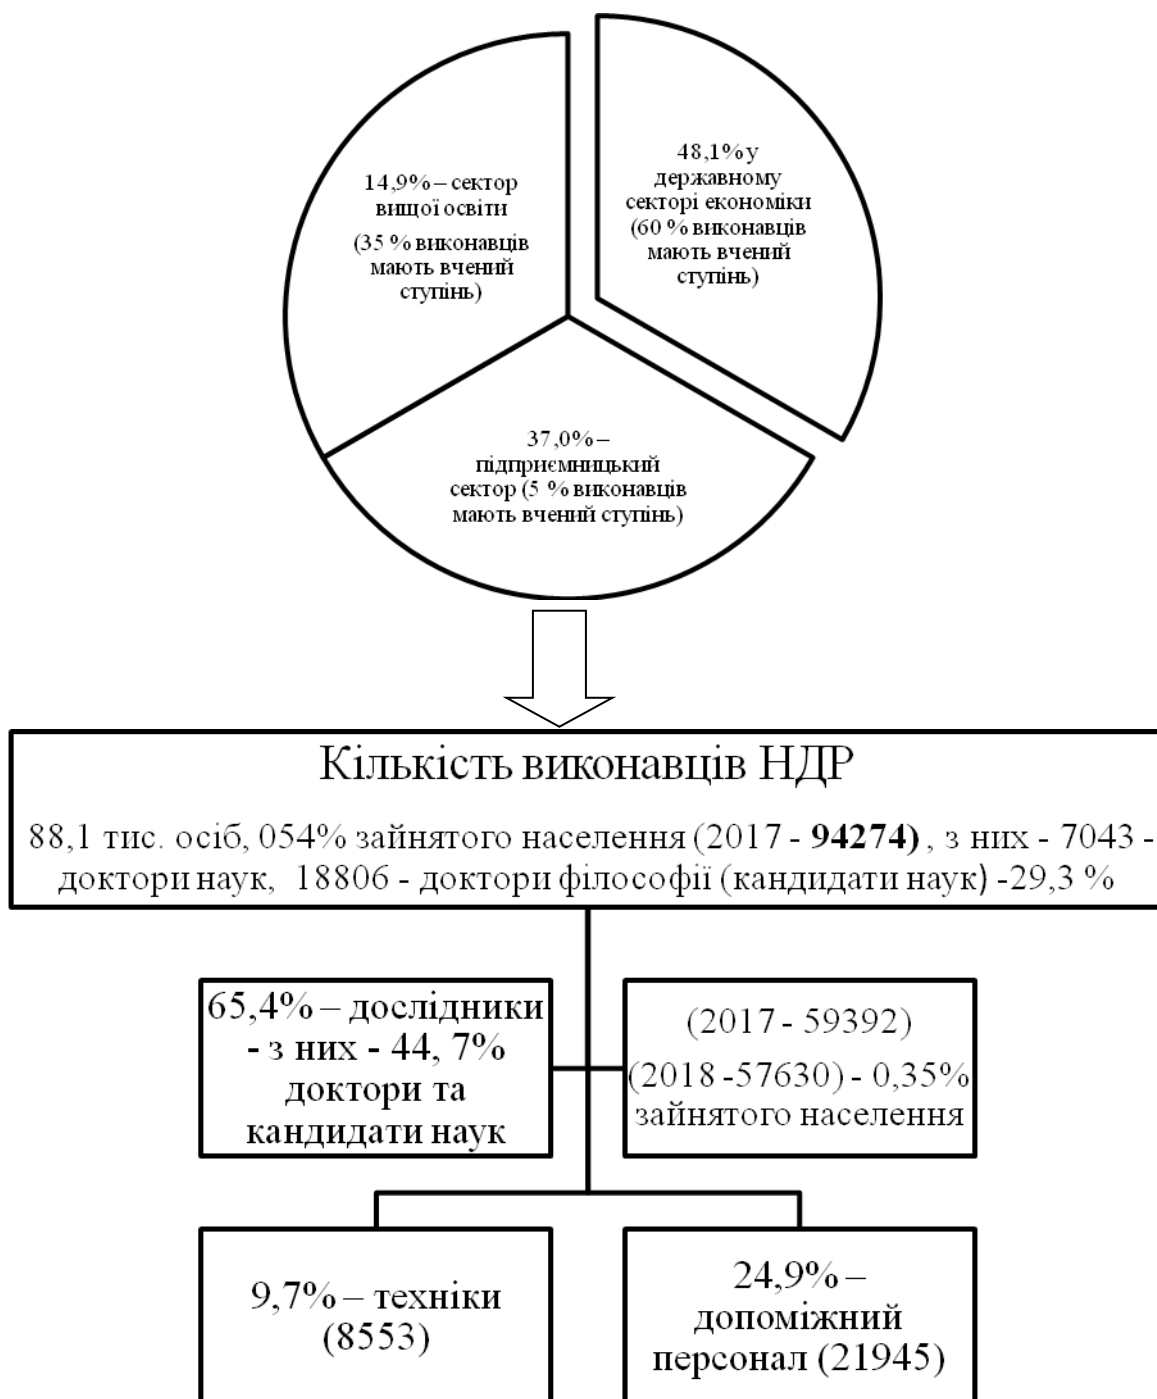 14,9% – сектор
вищої освіти
(35 % виконавців
мають вчений
ступінь)
48,1% у
державному
секторі економіки
(60 % виконавців
мають вчений
ступінь)
37,0% –
підприємницький
сектор (5 % виконавців
мають вчений ступінь)
Кількість виконавців НДР
88,1 тис. осіб, 054% зайнятого населення (2017 - 94274) , з них - 7043 -
доктори наук, 18806 - доктори філософії (кандидати наук) -29,3 %
65,4% – дослідники
- з них - 44, 7%
доктори та
кандидати наук
(2017 - 59392)
(2018 -57630) - 0,35%
зайнятого населення
9,7% – техніки
(8553)
24,9% –
допоміжний
персонал (21945)